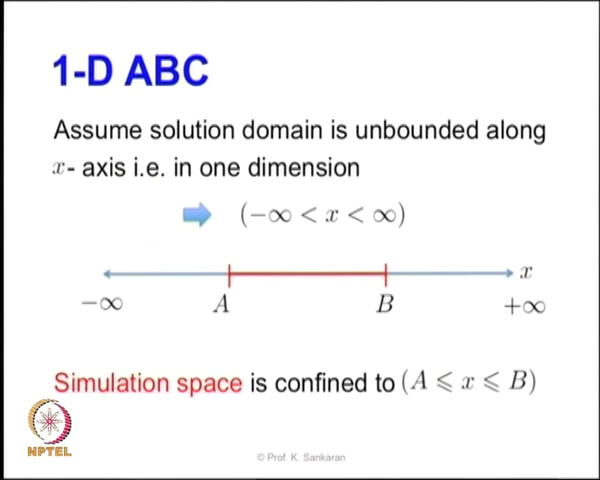 1-D ABC
Assume solution domain is unbounded along
x- axis i.e. in one dimension
(−∞ < x < ∞)
x
−∞ A B +∞
Simulation space is confined to (A ⩽ x ⩽ B)
NPTEL
© Prof. K. Sankaran